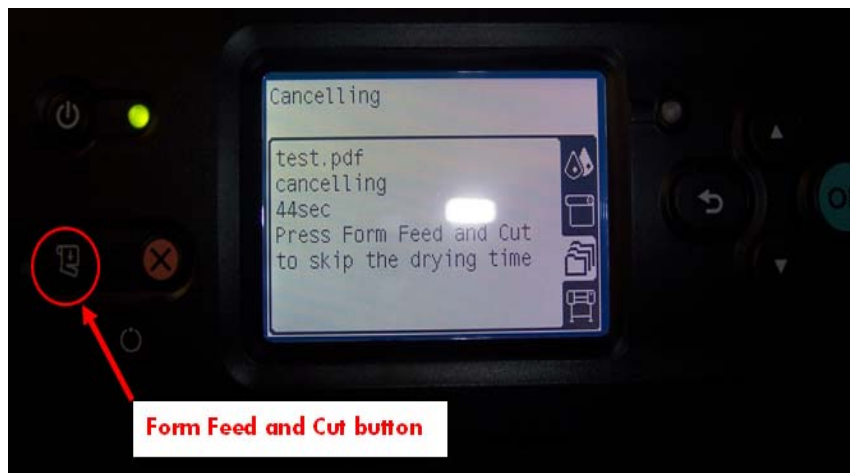 Cancelling
test.pdf
cancelling
44sec
Press Form Feed and Cut
to skip the drying time
Form Feed and Cut button